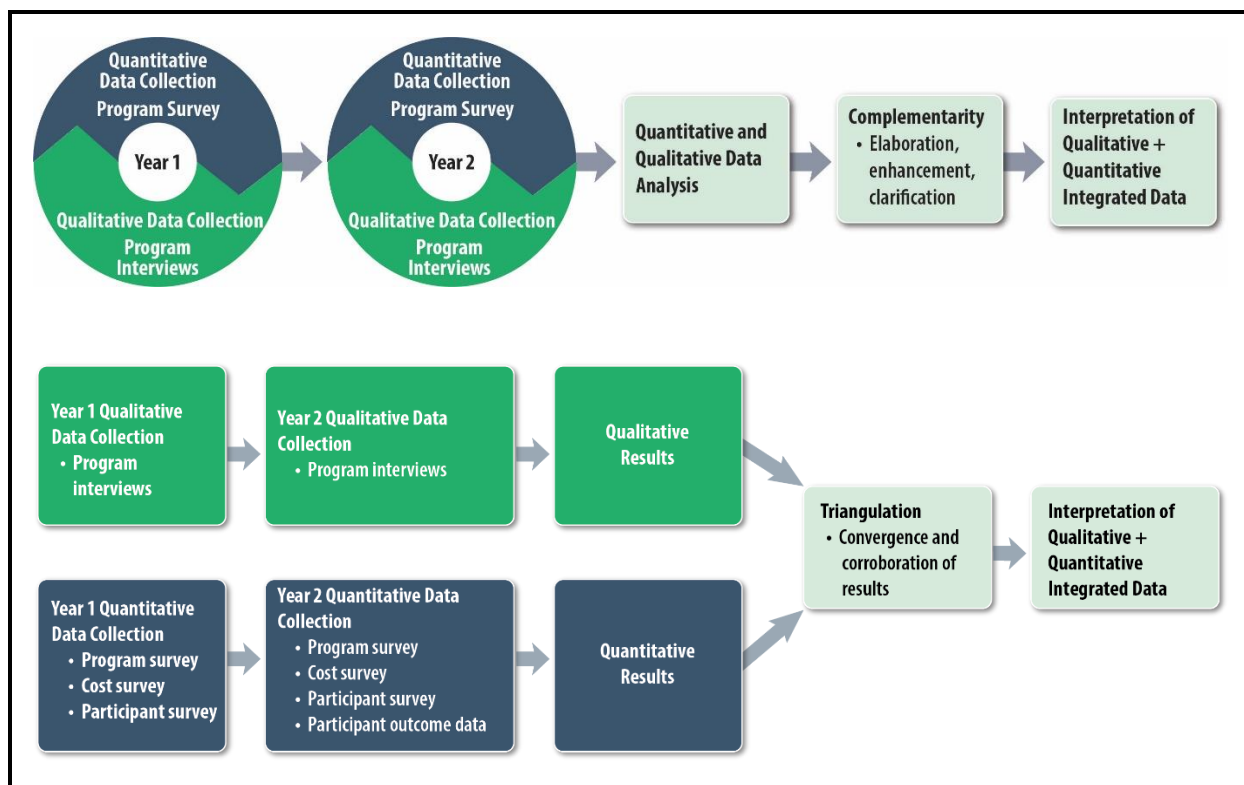 Quantitative
Data Collection
Program Survey
Year 1
Qualitative Data Collection
Program
Interviews
Quantitative
Data Collection
Program Survey
Year 2
Qualitative Data Collection
Program
Interviews
Quantitative and
Qualitative Data
Analysis
Complementarity
• Elaboration,
enhancement,
clarification
Interpretation of
Qualitative +
Quantitative
Integrated Data
Year 1 Qualitative
Data Collection
• Program
interviews
Year 2 Qualitative Data
Collection
• Program interviews
Qualitative
Results
Year 1 Quantitative
Data Collection
• Program survey
• Cost survey
• Participant survey
Year 2 Quantitative Data
Collection
• Program survey
• Cost survey
• Participant survey
• Participant outcome data
Quantitative
Results
Triangulation
• Convergence and
corroboration of
results
Interpretation of
Qualitative +
Quantitative
Integrated Data